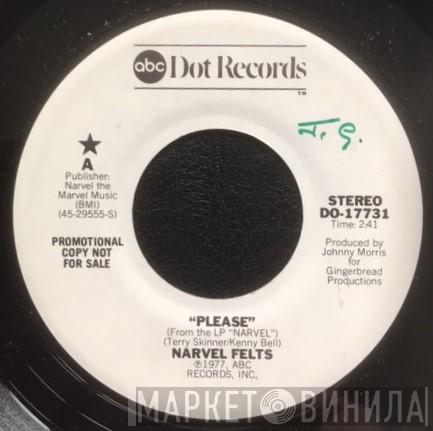 abc Dot Records
TM
★
A
Publisher:
Narvel the
Marvel Music
(BMI)
(45-29555-S)
PROMOTIONAL
COPY NOT
FOR SALE
STEREO
DO-17731
Time: 2:41
Produced by
Johnny Morris
for
Gingerbread
Productions
"PLEASE"
(From the LP "NARVEL")
(Terry Skinner/Kenny Bell)
NARVEL FELTS
℗1977, ABC
RECORDS, INC.
МАРКЕТ ВИНИЛА